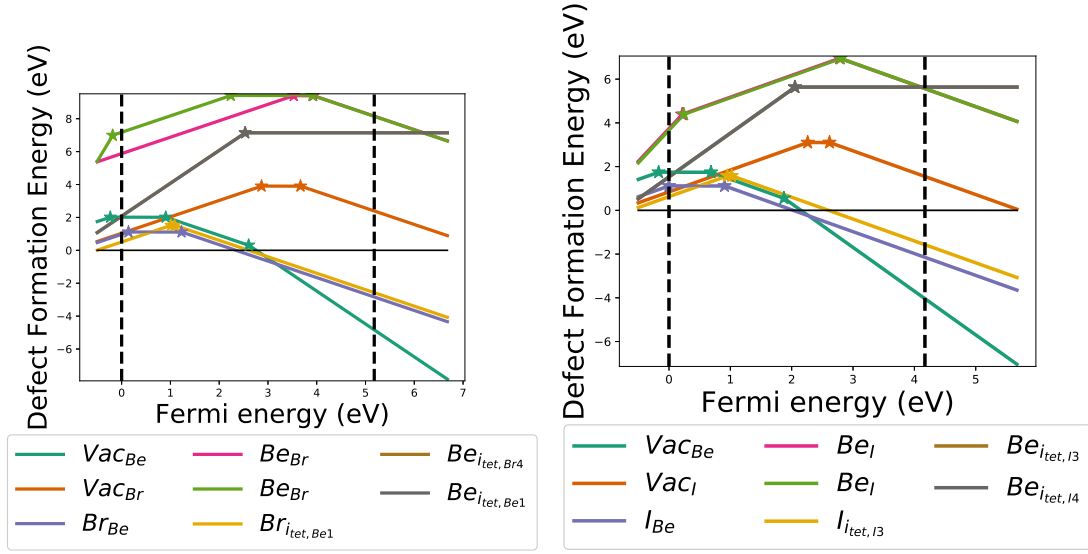 Defect Formation Energy (eV)
8
6
4
2
0
−2
−4
−6
0 1 2 3 4 5 6 7
Fermi energy (eV)
Vac_Be Be_Br Be_i_tet,Br4
Vac_Br Be_Br Be_i_tet,Be1
Br_Be Br_i_tet,Be1
Defect Formation Energy (eV)
6
4
2
0
−2
−4
−6
0 1 2 3 4 5
Fermi energy (eV)
Vac_Be Be_I Be_i_tet,I3
Vac_I Be_I Be_i_tet,I4
I_Be I_i_tet,I3